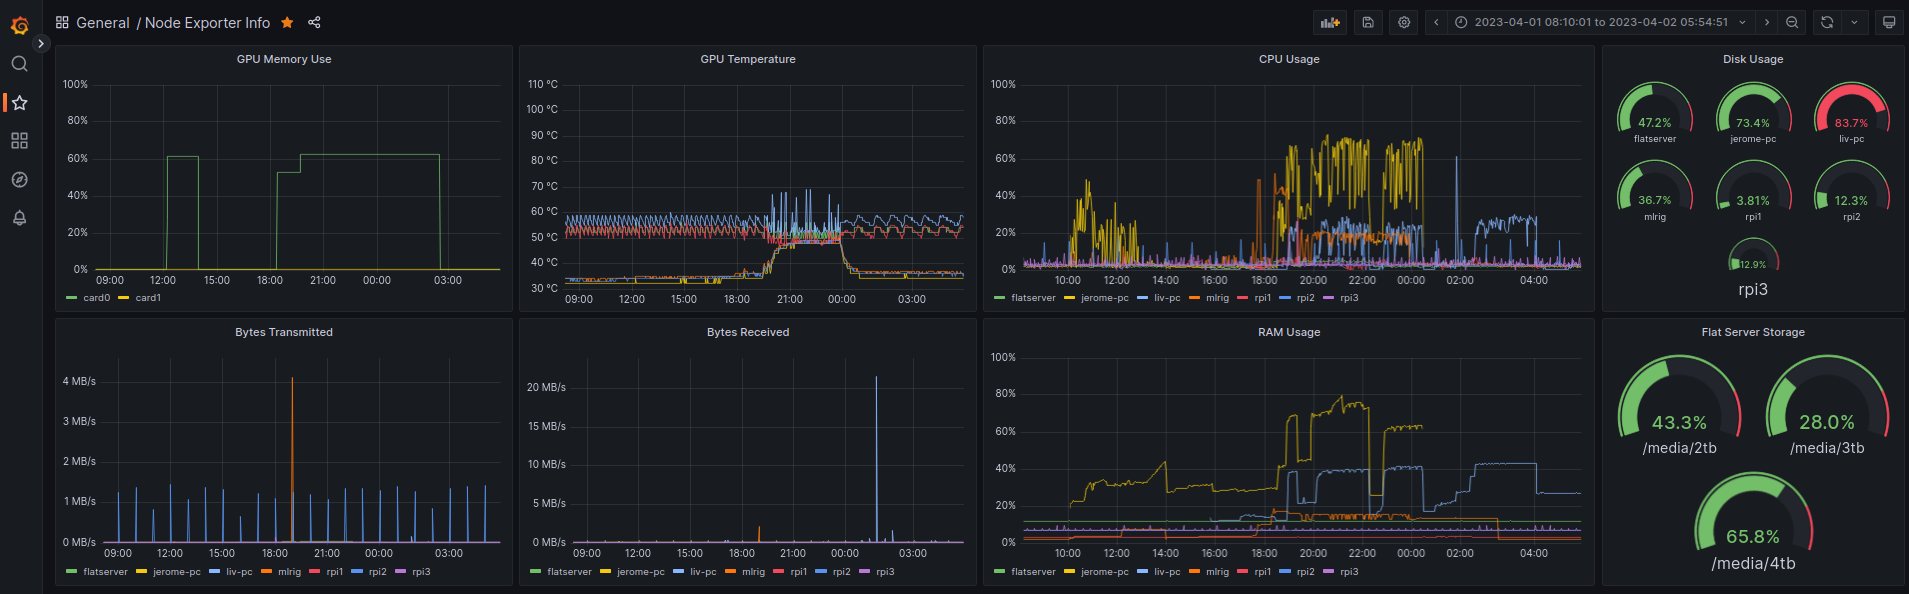 General / Node Exporter Info
2023-04-01 08:10:01 to 2023-04-02 05:54:51
GPU Memory Use
100%
80%
60%
40%
20%
0%
09:00 12:00 15:00 18:00 21:00 00:00 03:00
card0 card1
GPU Temperature
110 °C
100 °C
90 °C
80 °C
70 °C
60 °C
50 °C
40 °C
30 °C
09:00 12:00 15:00 18:00 21:00 00:00 03:00
CPU Usage
100%
80%
60%
40%
20%
0%
10:00 12:00 14:00 16:00 18:00 20:00 22:00 00:00 02:00 04:00
flatserver jerome-pc liv-pc mlrig rpi1 rpi2 rpi3
Disk Usage
47.2% 73.4% 83.7%
flatserver jerome-pc liv-pc
36.7% 3.81% 12.3%
mlrig rpi1 rpi2
12.9%
rpi3
Bytes Transmitted
4 MB/s
3 MB/s
2 MB/s
1 MB/s
0 MB/s
09:00 12:00 15:00 18:00 21:00 00:00 03:00
flatserver jerome-pc liv-pc mlrig rpi1 rpi2 rpi3
Bytes Received
20 MB/s
15 MB/s
10 MB/s
5 MB/s
0 MB/s
09:00 12:00 15:00 18:00 21:00 00:00 03:00
flatserver jerome-pc liv-pc mlrig rpi1 rpi2 rpi3
RAM Usage
100%
80%
60%
40%
20%
0%
10:00 12:00 14:00 16:00 18:00 20:00 22:00 00:00 02:00 04:00
flatserver jerome-pc liv-pc mlrig rpi1 rpi2 rpi3
Flat Server Storage
43.3% 28.0%
/media/2tb /media/3tb
65.8%
/media/4tb